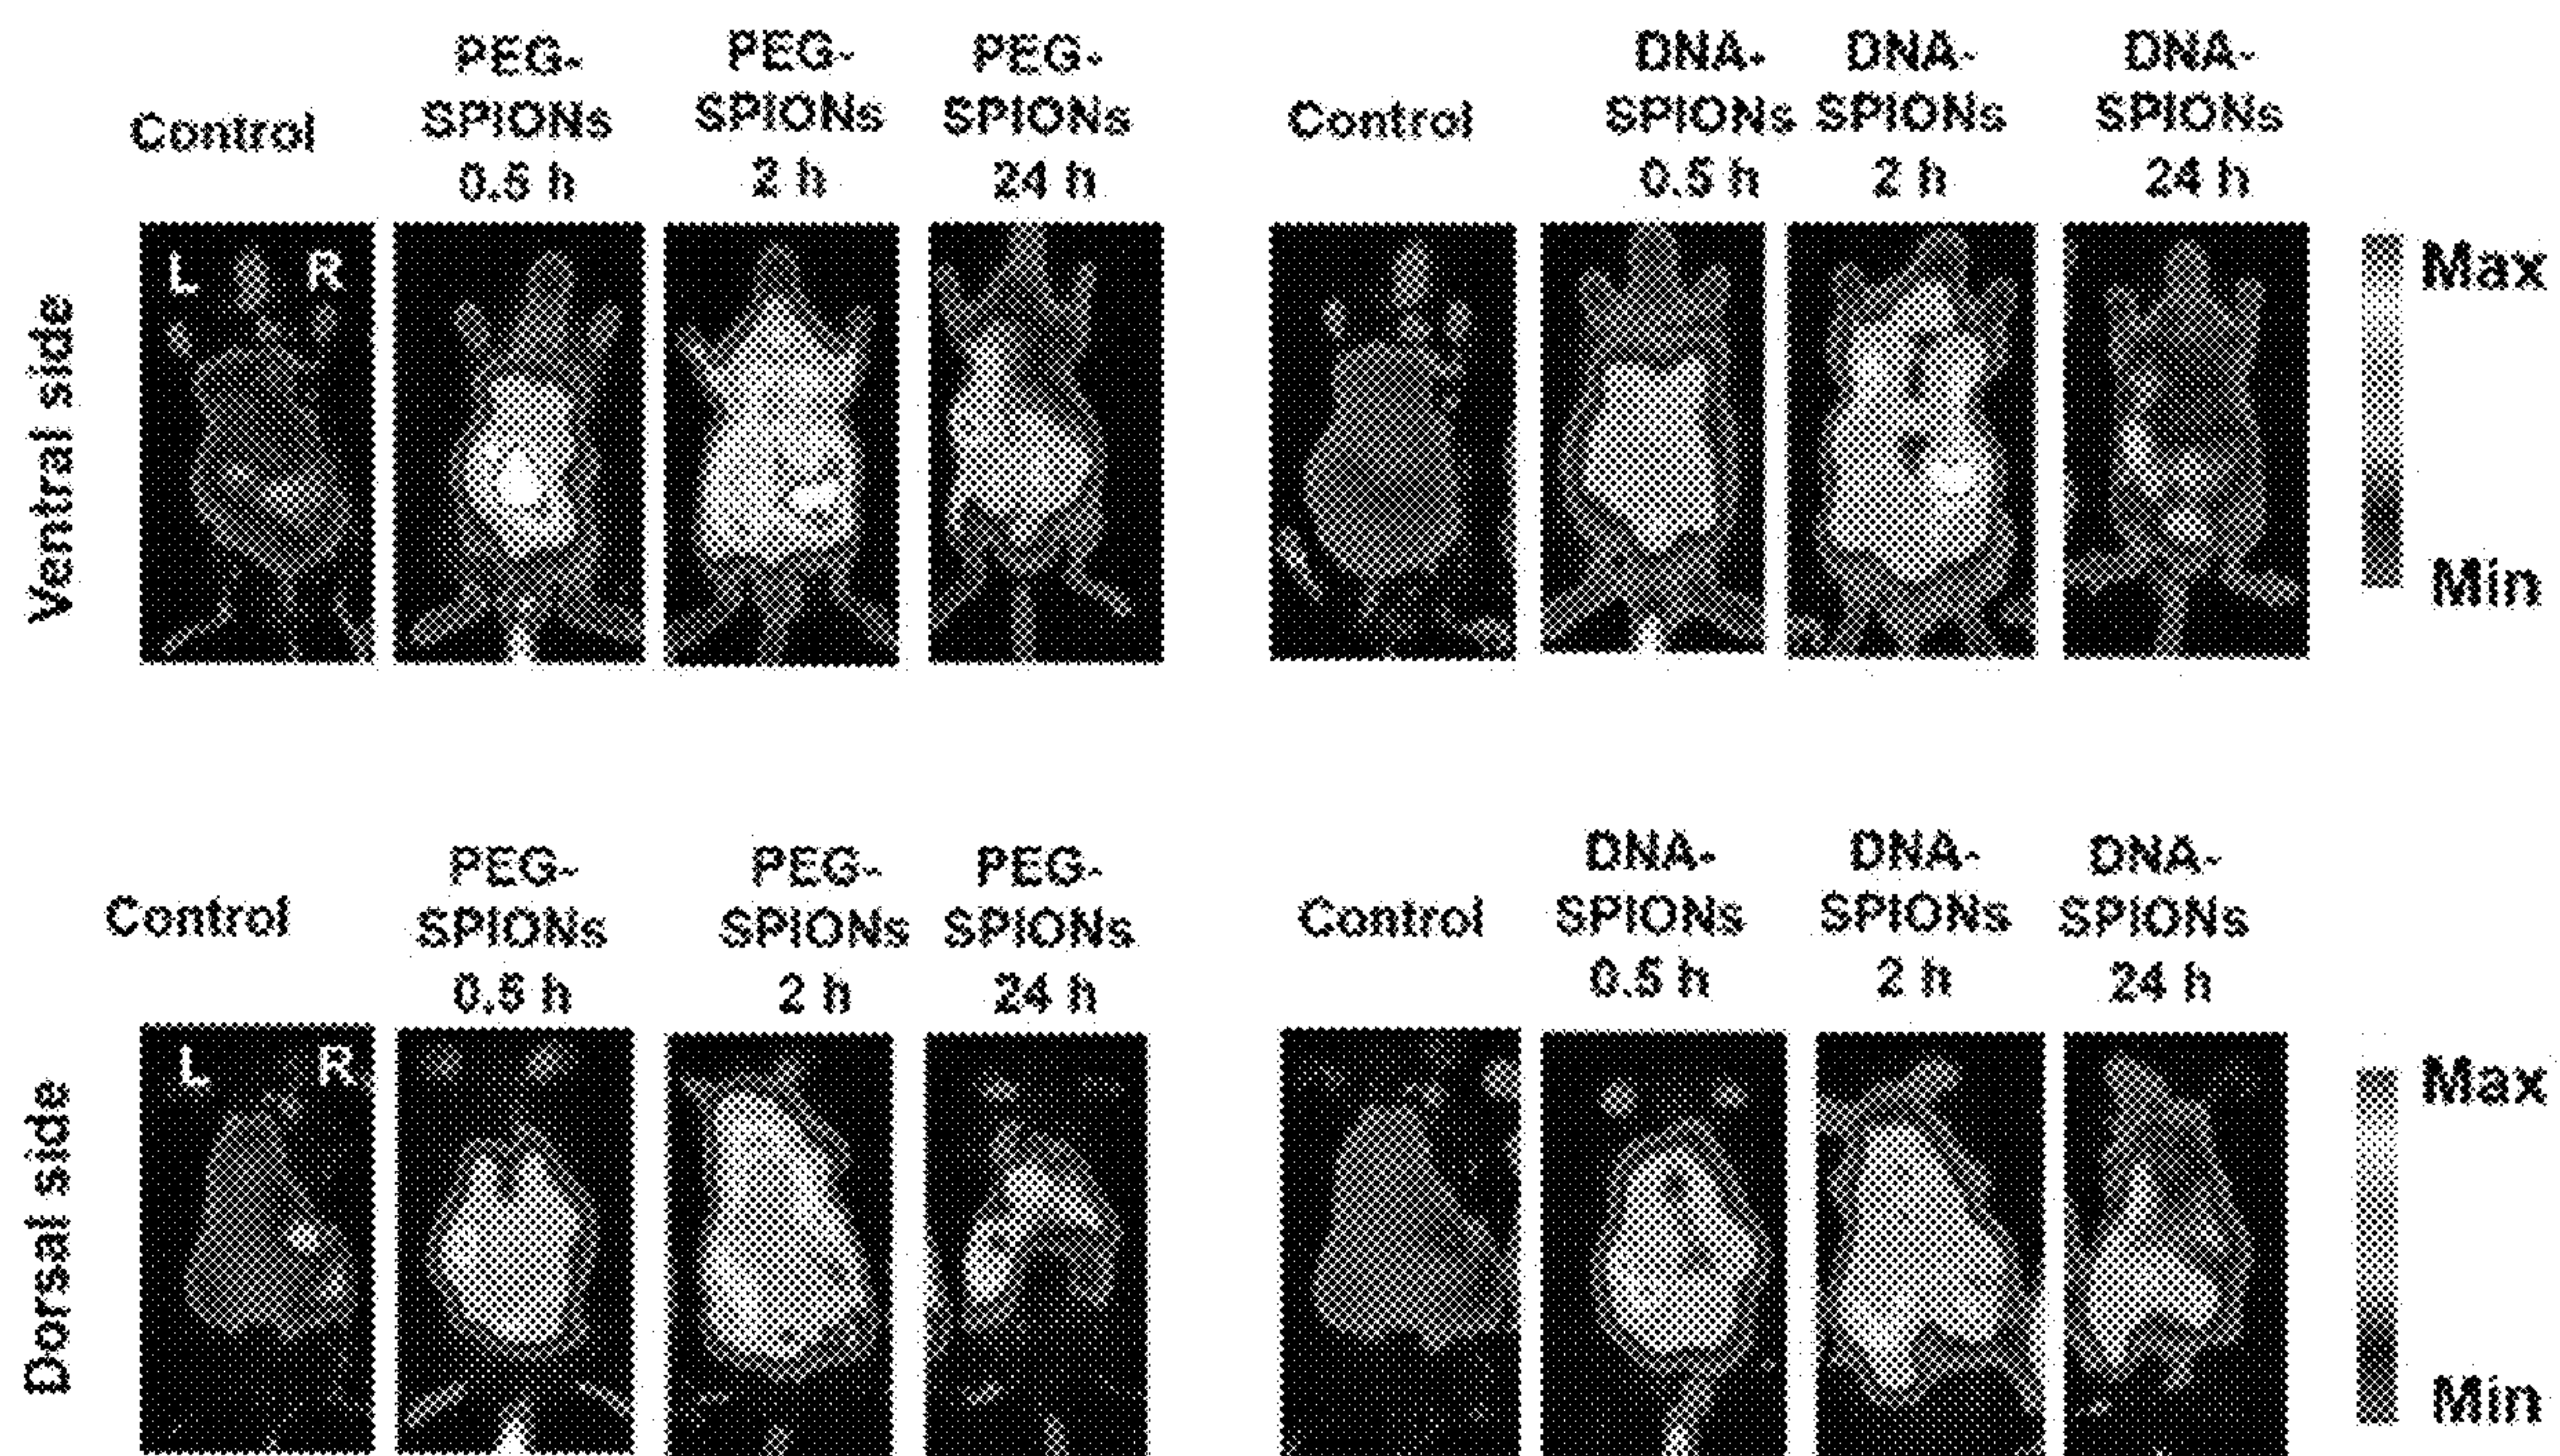 Control
PEG-
SPIONs
0.5 h
PEG-
SPIONs
2 h
PEG-
SPIONs
24 h
Control
DNA-
SPIONs
0.5 h
DNA-
SPIONs
2 h
DNA-
SPIONs
24 h
Ventral side
L R
Max
Min
Control
PEG-
SPIONs
0.5 h
PEG-
SPIONs
2 h
PEG-
SPIONs
24 h
Control
DNA-
SPIONs
0.5 h
DNA-
SPIONs
2 h
DNA-
SPIONs
24 h
Dorsal side
L R
Max
Min